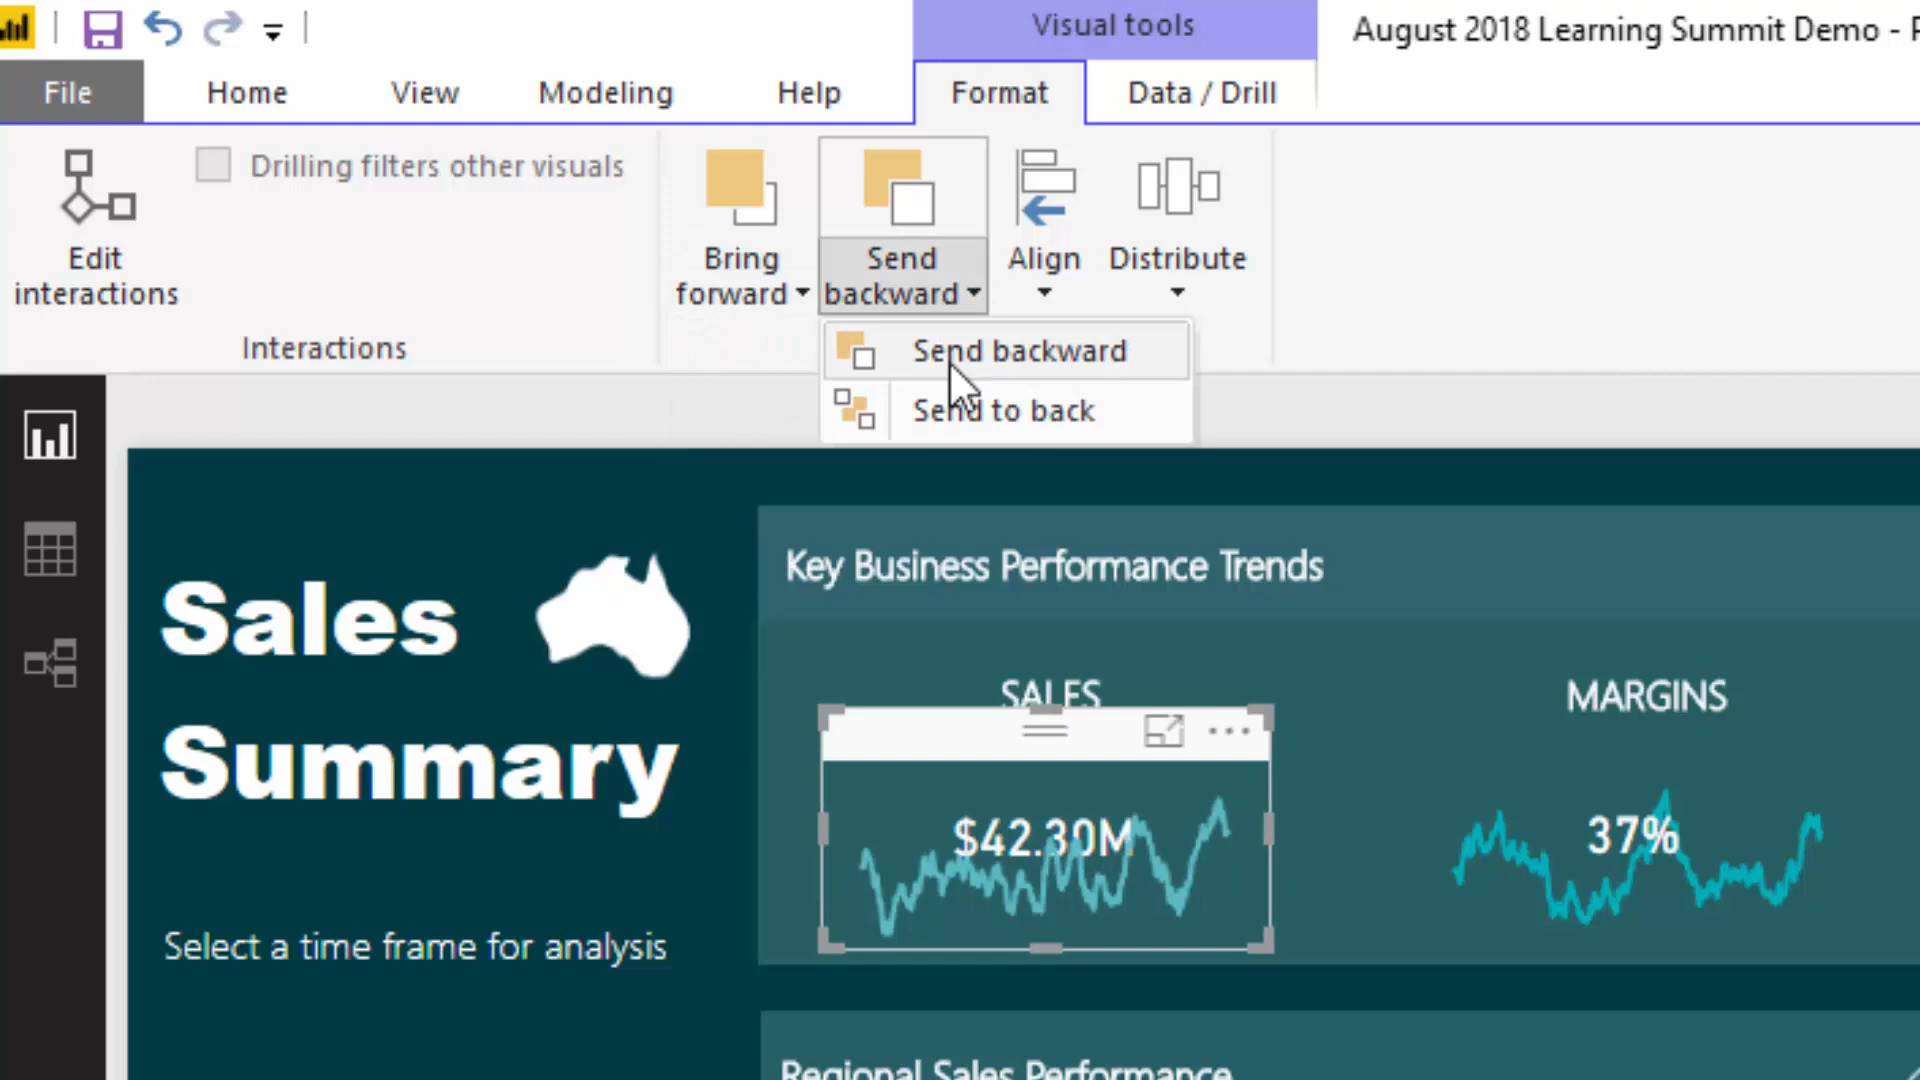 Visual tools
August 2018 Learning Summit Demo -
File Home View Modeling Help Format Data / Drill
Drilling filters other visuals
Edit interactions
Bring forward
Send backward
Align
Distribute
Interactions
Send backward
Send to back
Sales
Summary
Key Business Performance Trends
SALES
MARGINS
$42.30M
37%
Select a time frame for analysis
Regional Sales Performance